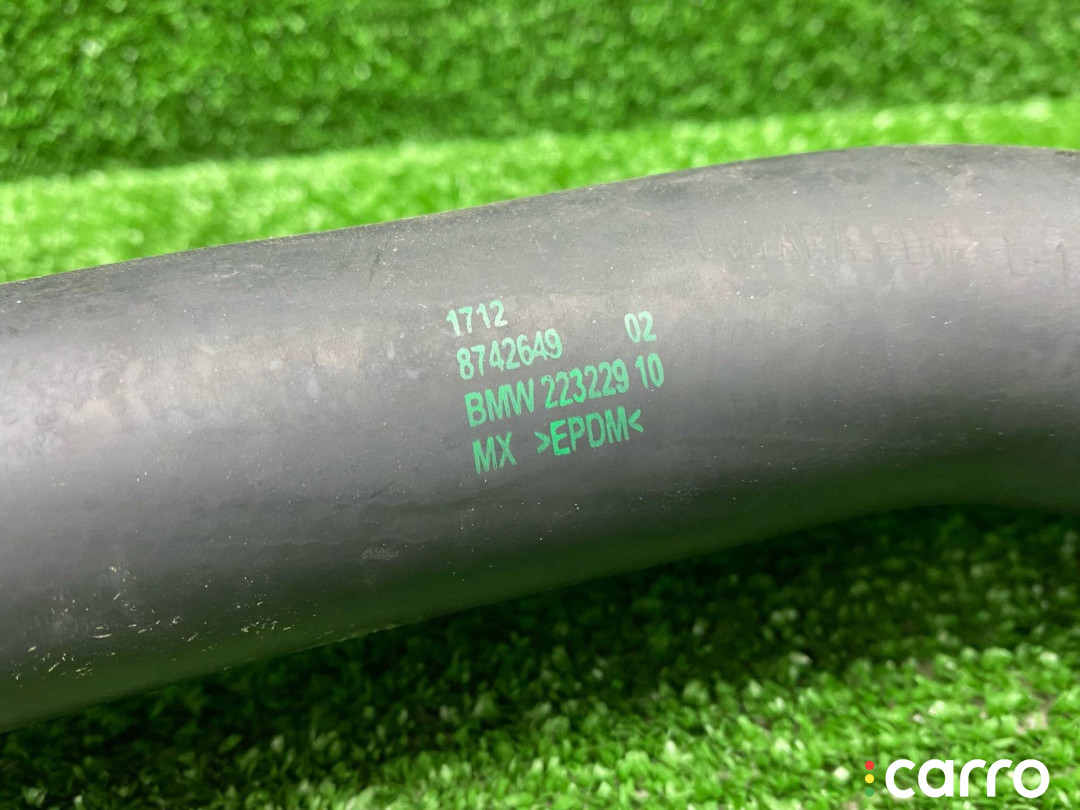 1712
8742649 02
BMW 223229 10
MX >EPDM<
carro